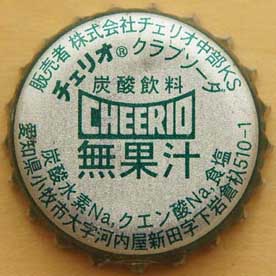 販売者 株式会社チェリオ中部KS
チェリオ® クラブソーダ
炭酸飲料
CHEERIO
無果汁
炭酸水素Na,クエン酸Na,食塩
愛知県小牧市大字河内屋新田字下岩倉杁510-1